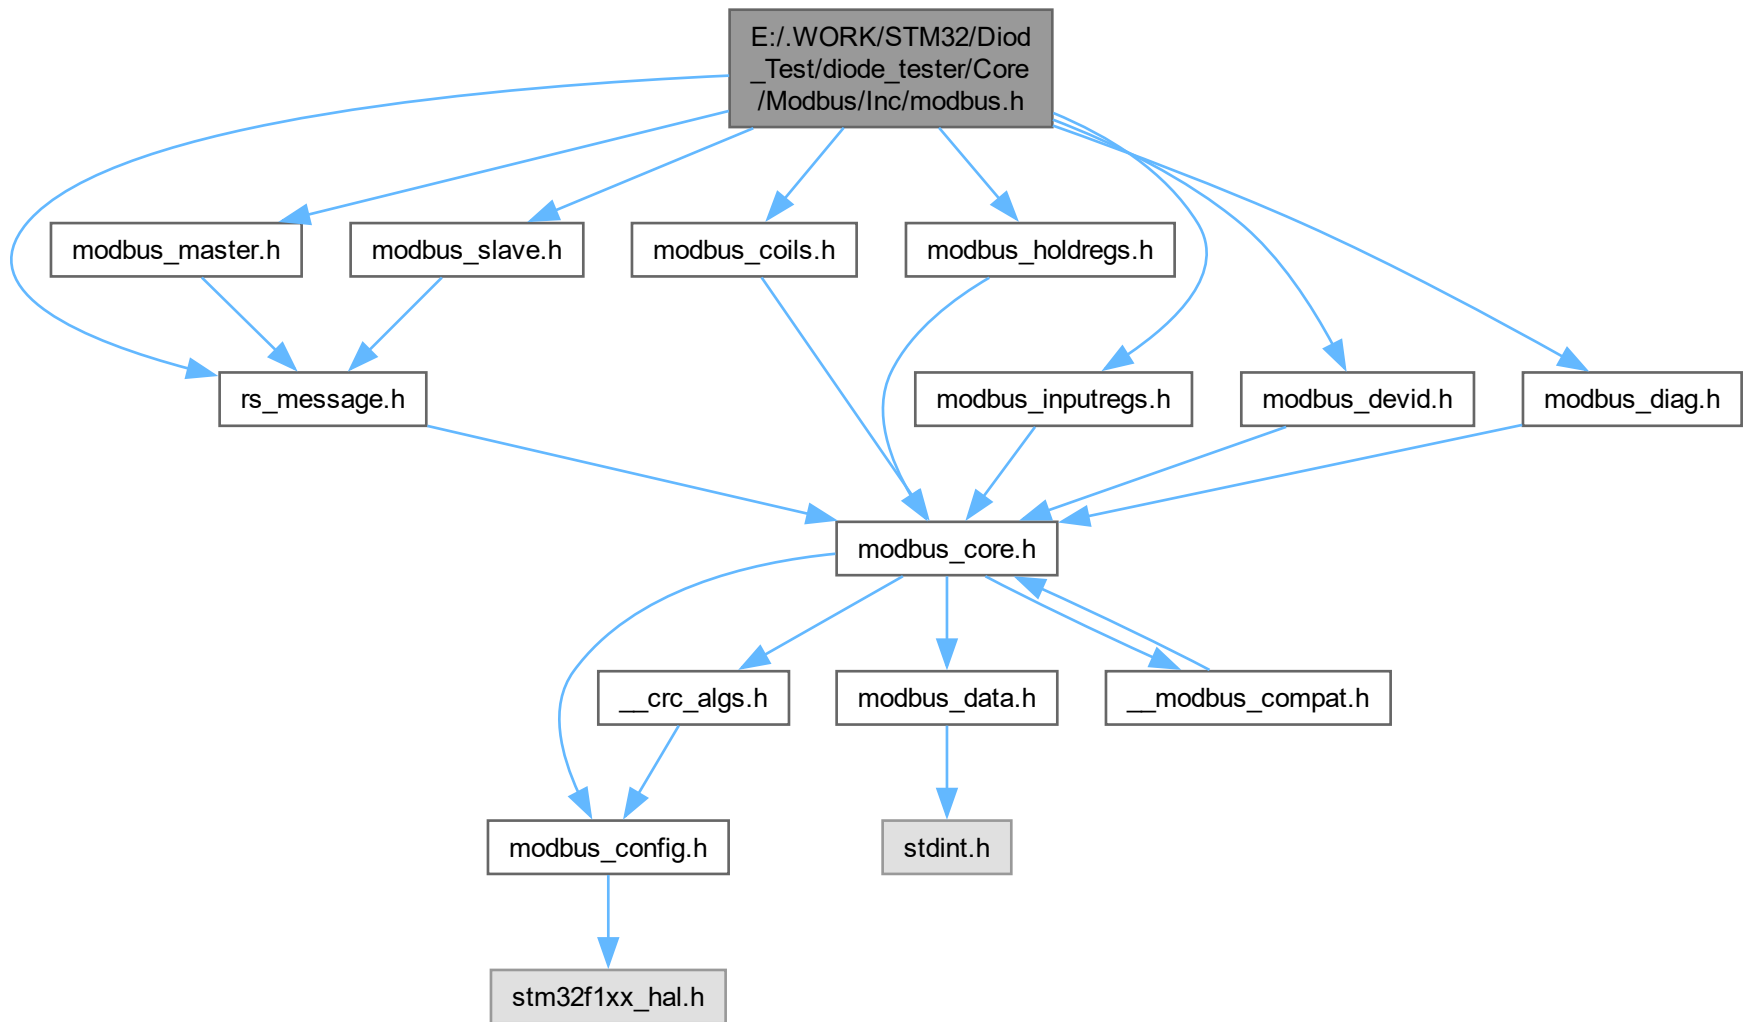 E:/.WORK/STM32/Diod
_Test/diode_tester/Core
/Modbus/Inc/modbus.h
modbus_master.h
modbus_slave.h
modbus_coils.h
modbus_holdregs.h
rs_message.h
modbus_inputregs.h
modbus_devid.h
modbus_diag.h
modbus_core.h
__crc_algs.h
modbus_data.h
__modbus_compat.h
modbus_config.h
stdint.h
stm32f1xx_hal.h